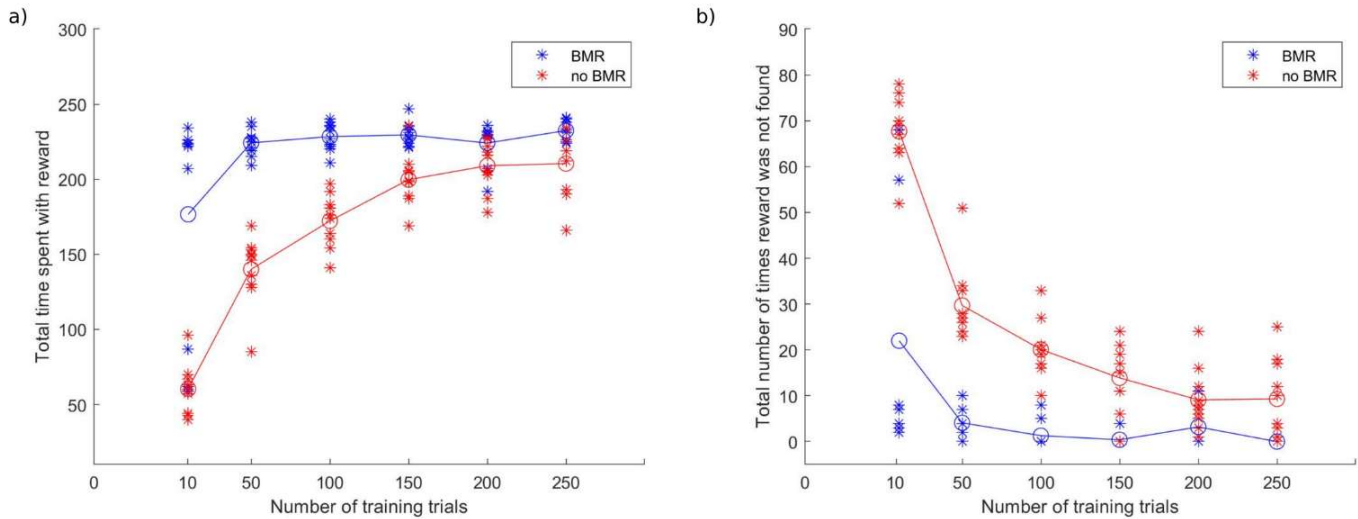 a)
300
250
200
150
100
50
Total time spent with reward
BMR
no BMR
0 10 50 100 150 200 250
Number of training trials
b)
90
80
70
60
50
40
30
20
10
0
Total number of times reward was not found
BMR
no BMR
0 10 50 100 150 200 250
Number of training trials